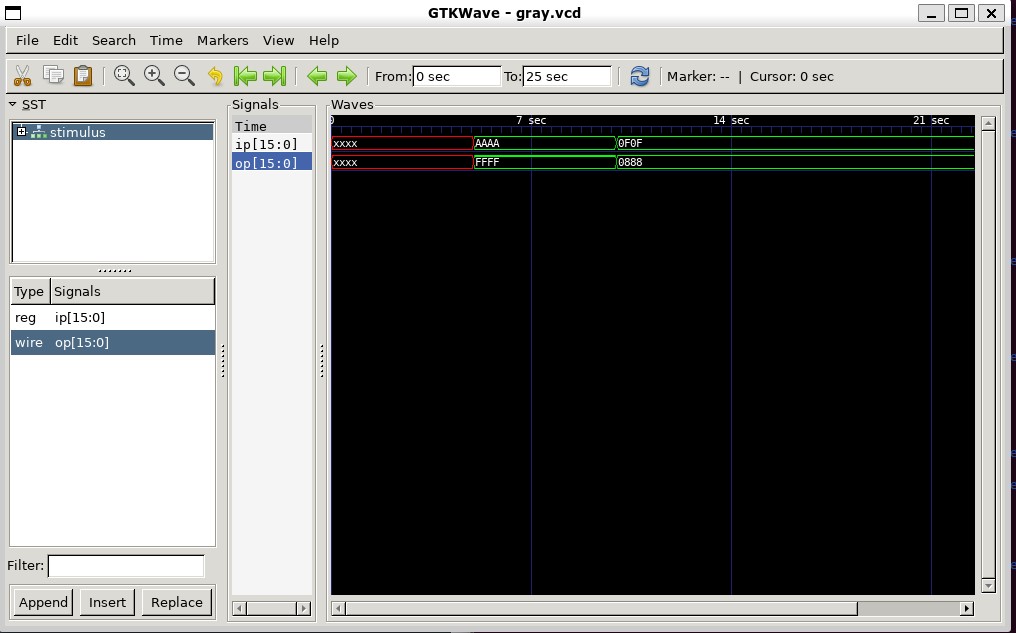 GTKWave - gray.vcd
File Edit Search Time Markers View Help
From: 0 sec To: 25 sec Marker: -- | Cursor: 0 sec
SST
stimulus
Type Signals
reg ip[15:0]
wire op[15:0]
Filter:
Append Insert Replace
Signals
Time
ip[15:0]
op[15:0]
Waves
0 7 sec 14 sec 21 sec
xxxx AAAA 0F0F
xxxx FFFF 0888